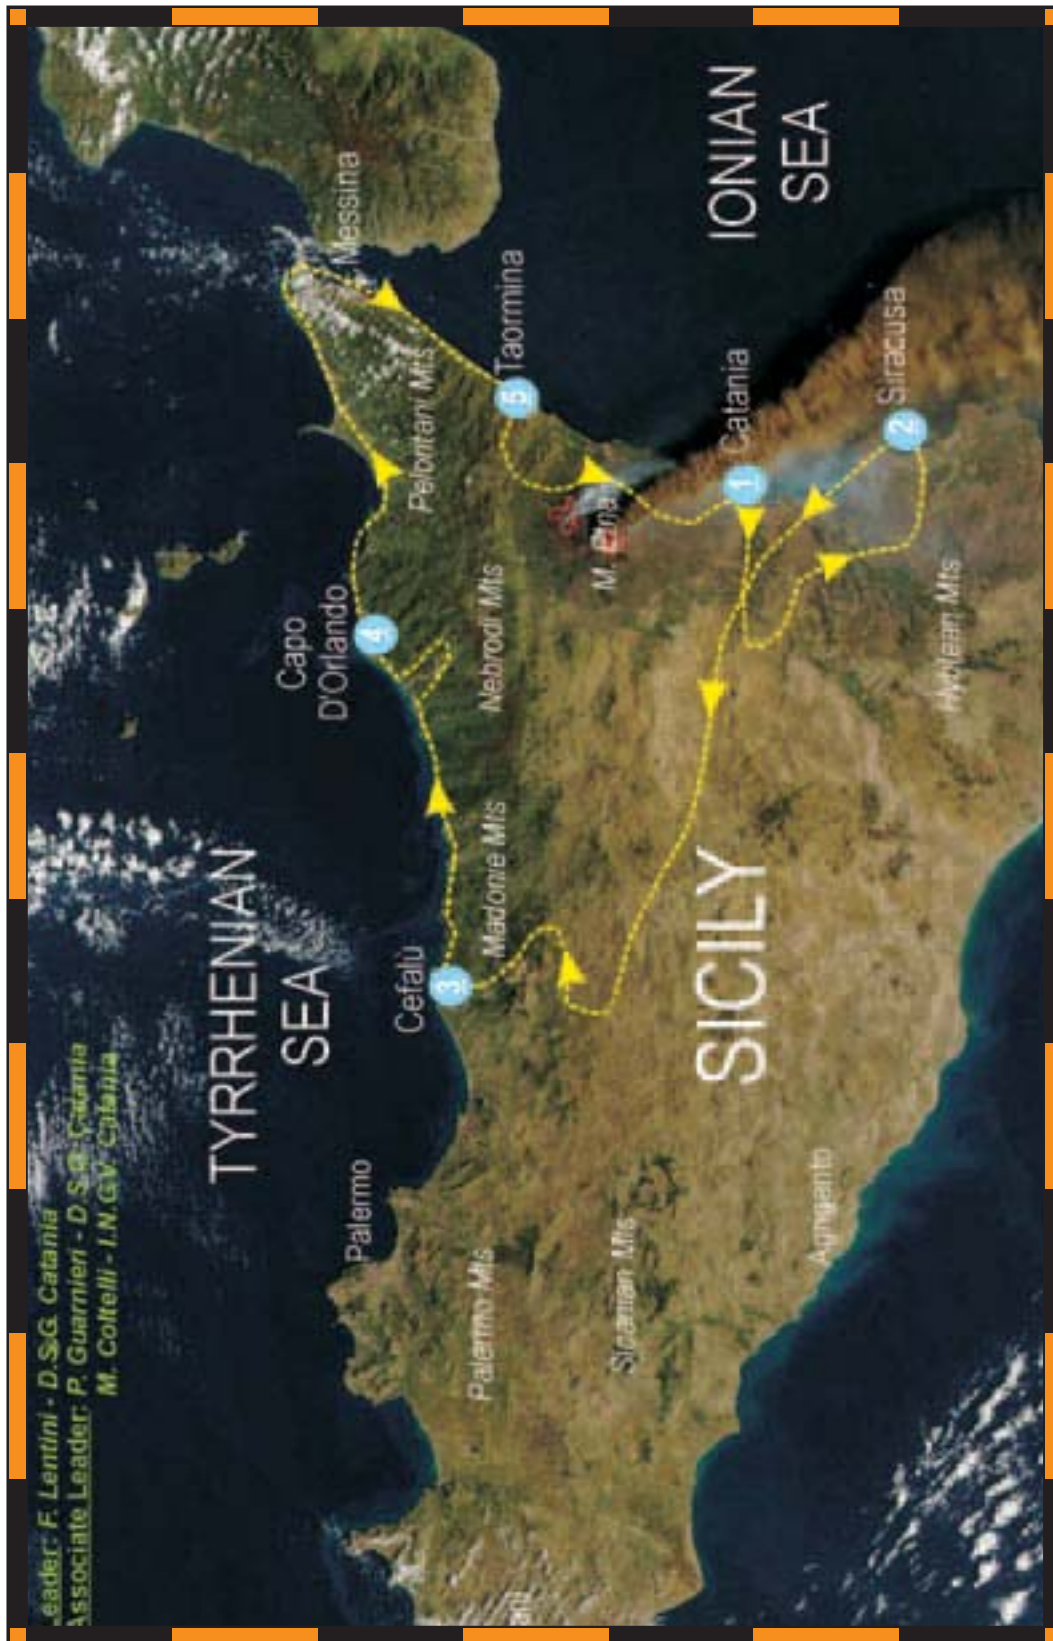 Leader: F. Lentini - D.S.G. Catania
Associate Leader: P. Guarnieri - D.S.G. Catania
M. Coltelli - I.N.G.V. Catania
TYRRHENIAN
SEA
IONIAN
SEA
Messina
Capo
D'Orlando
4
Peloritani Mts
Taormina
5
Palermo
Cefalù
3
Madonie Mts
Nebrodi Mts
M. Etna
Catania
1
Palermo Mts
Sicanian Mts
SICILY
Siracusa
2
Agriganto
Hyblean Mts